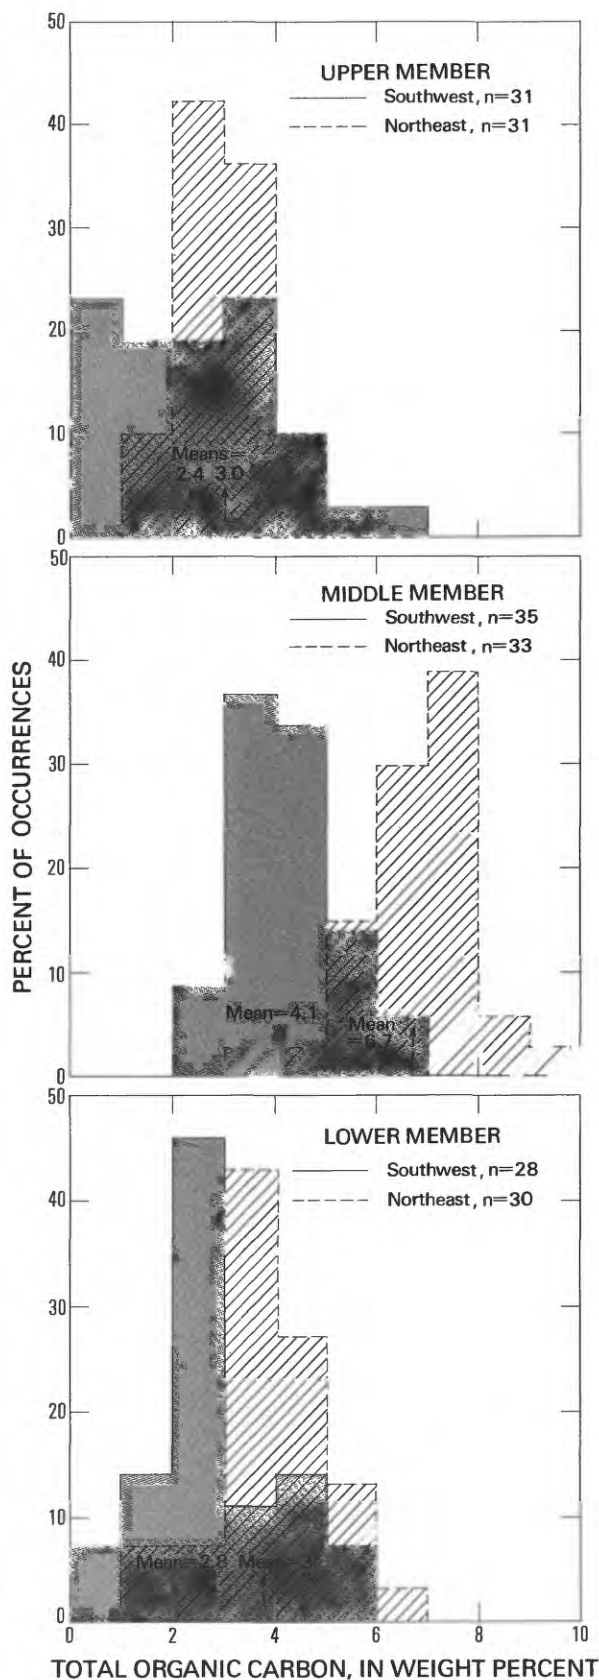 50
40
30
20
10
0
UPPER MEMBER
Southwest, n=31
Northeast, n=31
Means=
2.4 3.0
50
40
30
20
10
0
MIDDLE MEMBER
Southwest, n=35
Northeast, n=33
Mean=4.1
Mean
=6.7
PERCENT OF OCCURRENCES
50
40
30
20
10
0
LOWER MEMBER
Southwest, n=28
Northeast, n=30
Mean=2.8 Mean=3
0 2 4 6 8 10
TOTAL ORGANIC CARBON, IN WEIGHT PERCENT